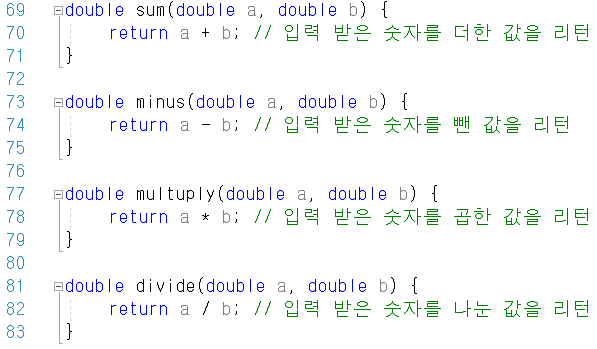 69 double sum(double a, double b) {
70 return a + b; // 입력 받은 숫자를 더한 값을 리턴
71 }
72
73 double minus(double a, double b) {
74 return a - b; // 입력 받은 숫자를 뺀 값을 리턴
75 }
76
77 double multuply(double a, double b) {
78 return a * b; // 입력 받은 숫자를 곱한 값을 리턴
79 }
80
81 double divide(double a, double b) {
82 return a / b; // 입력 받은 숫자를 나눈 값을 리턴
83 }